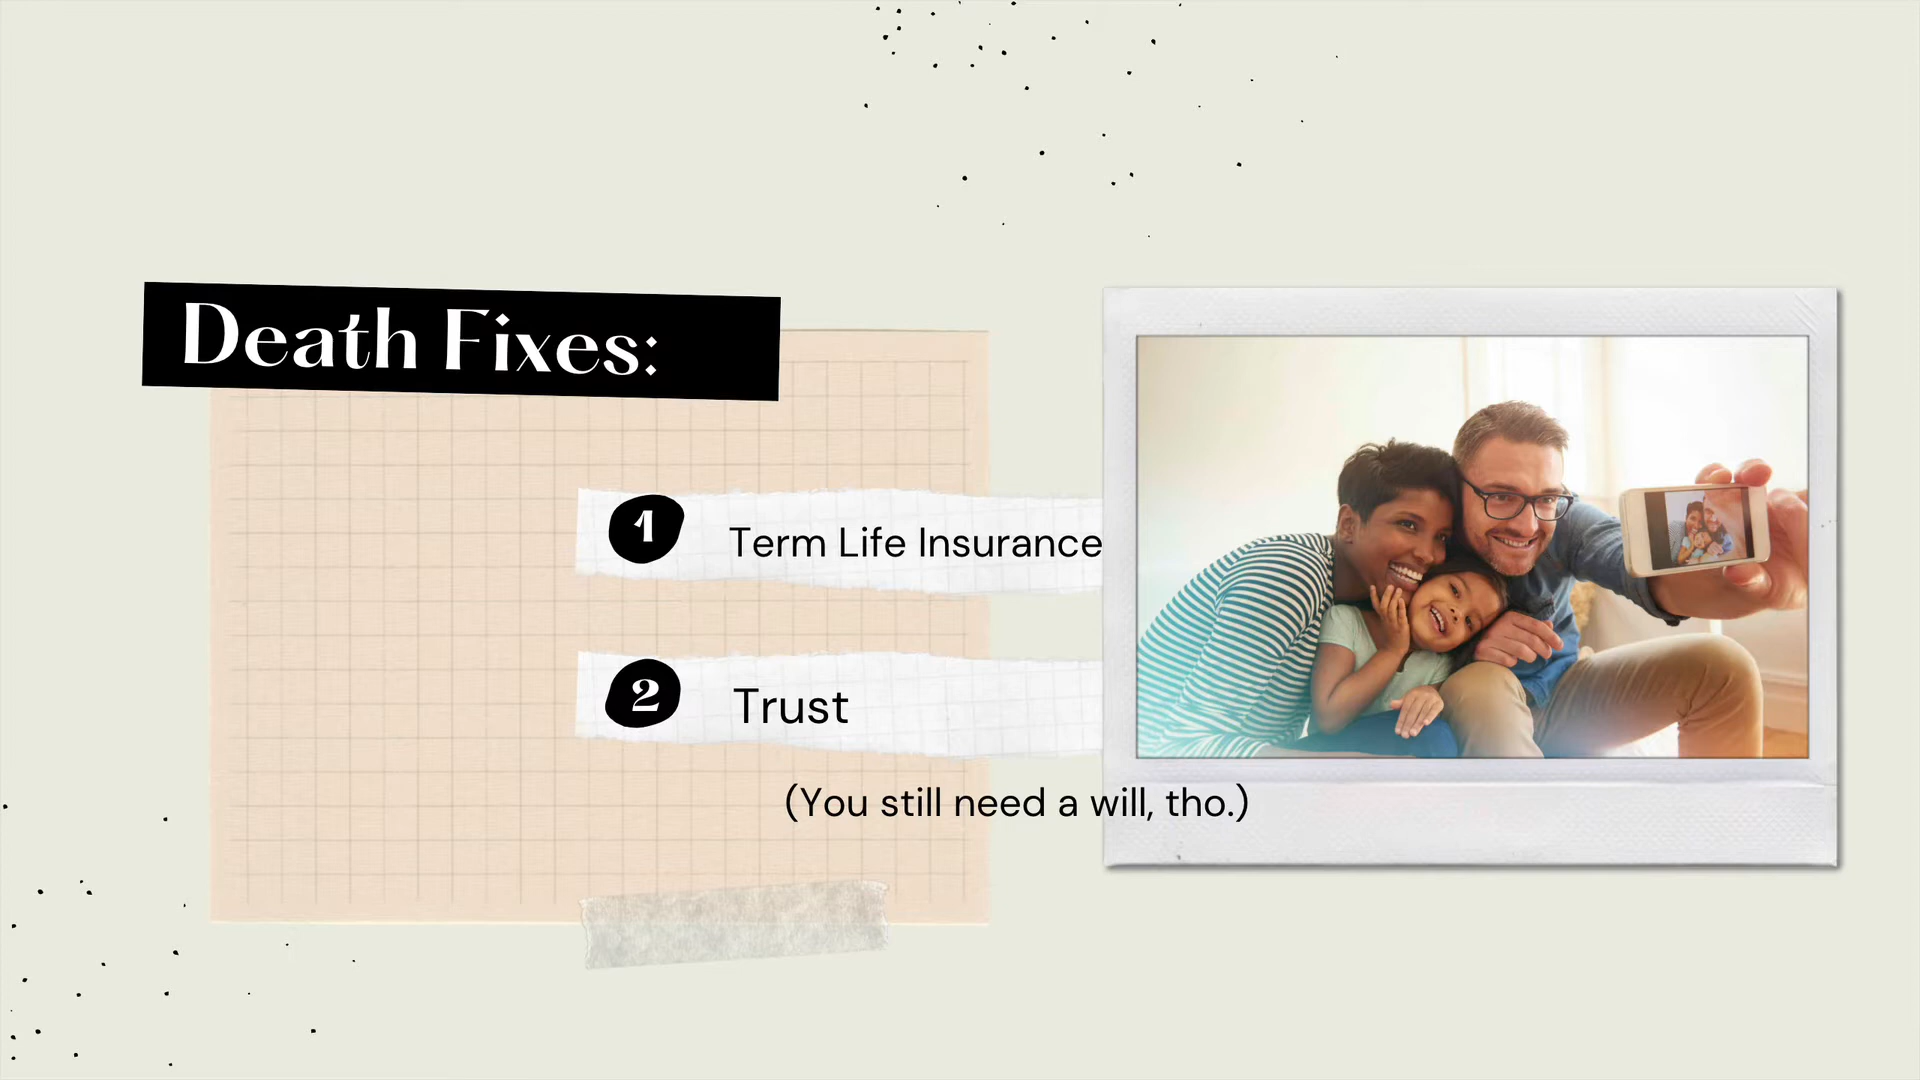 Death Fixes:
1 Term Life Insurance
2 Trust
(You still need a will, tho.)